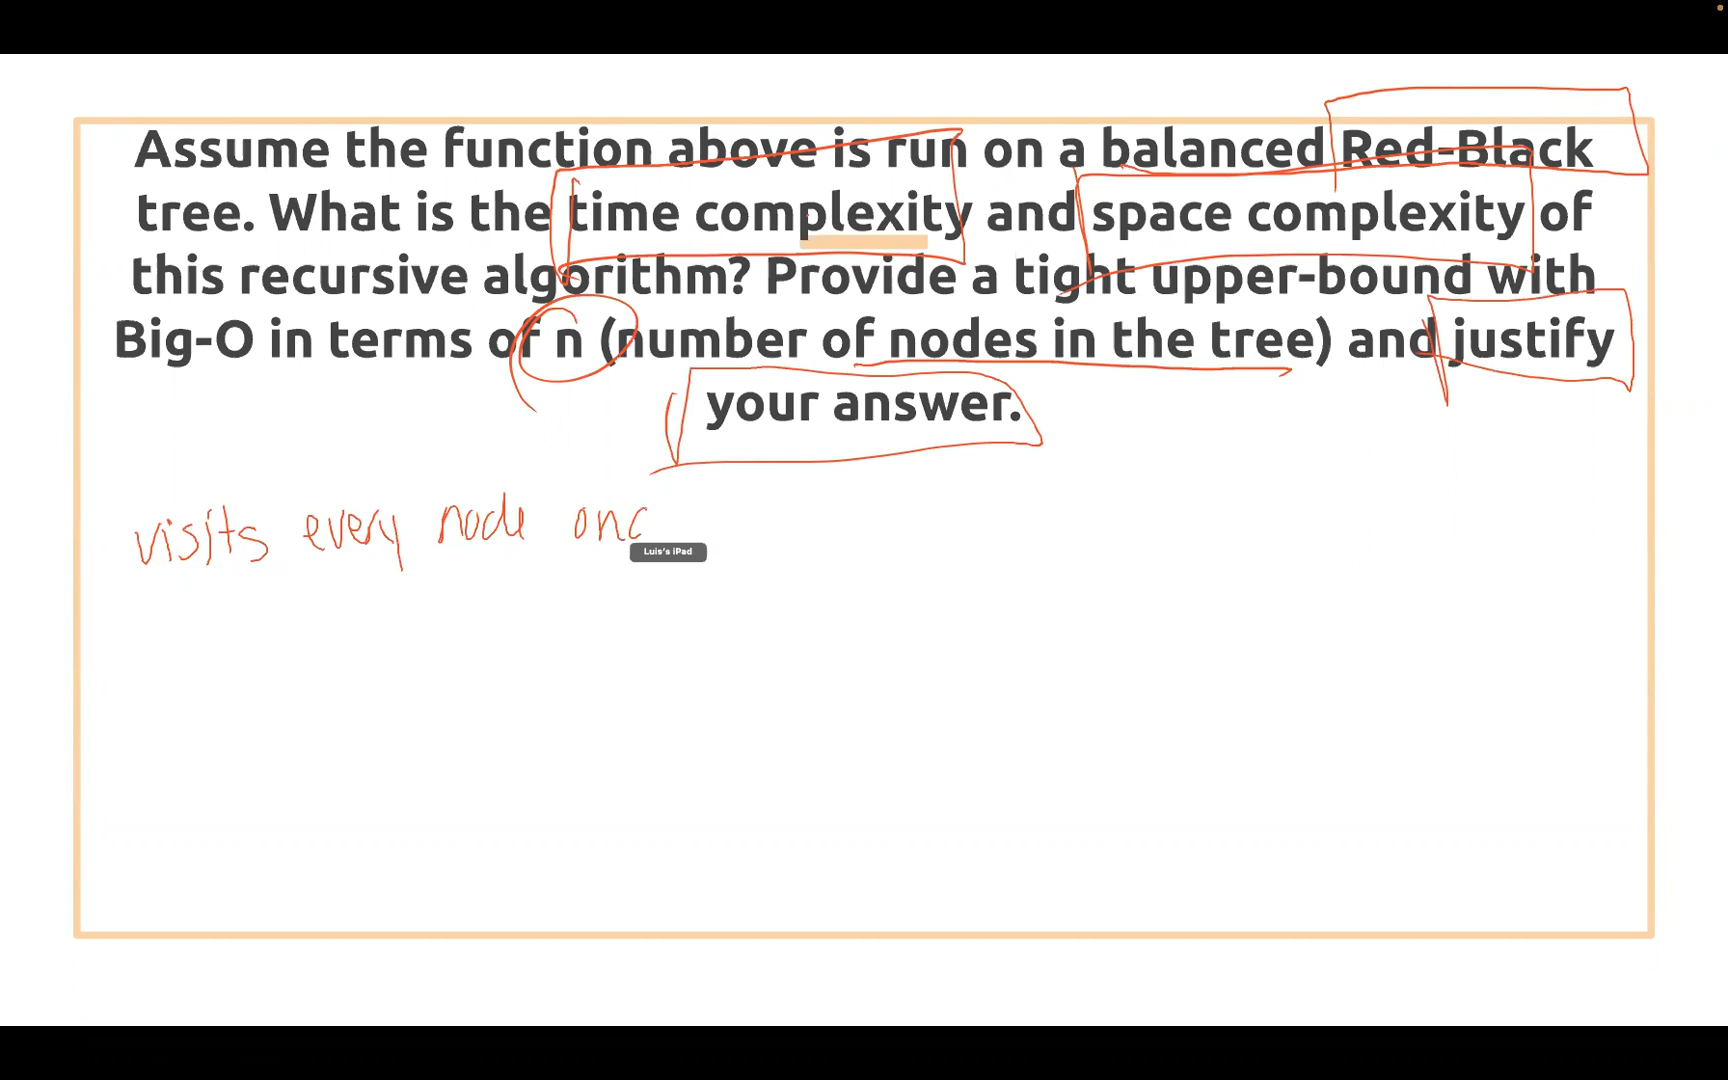 Assume the function above is run on a balanced Red-Black
tree. What is the time complexity and space complexity of
this recursive algorithm? Provide a tight upper-bound with
Big-O in terms of n (number of nodes in the tree) and justify
your answer.
visits every node onc
Luis's iPad